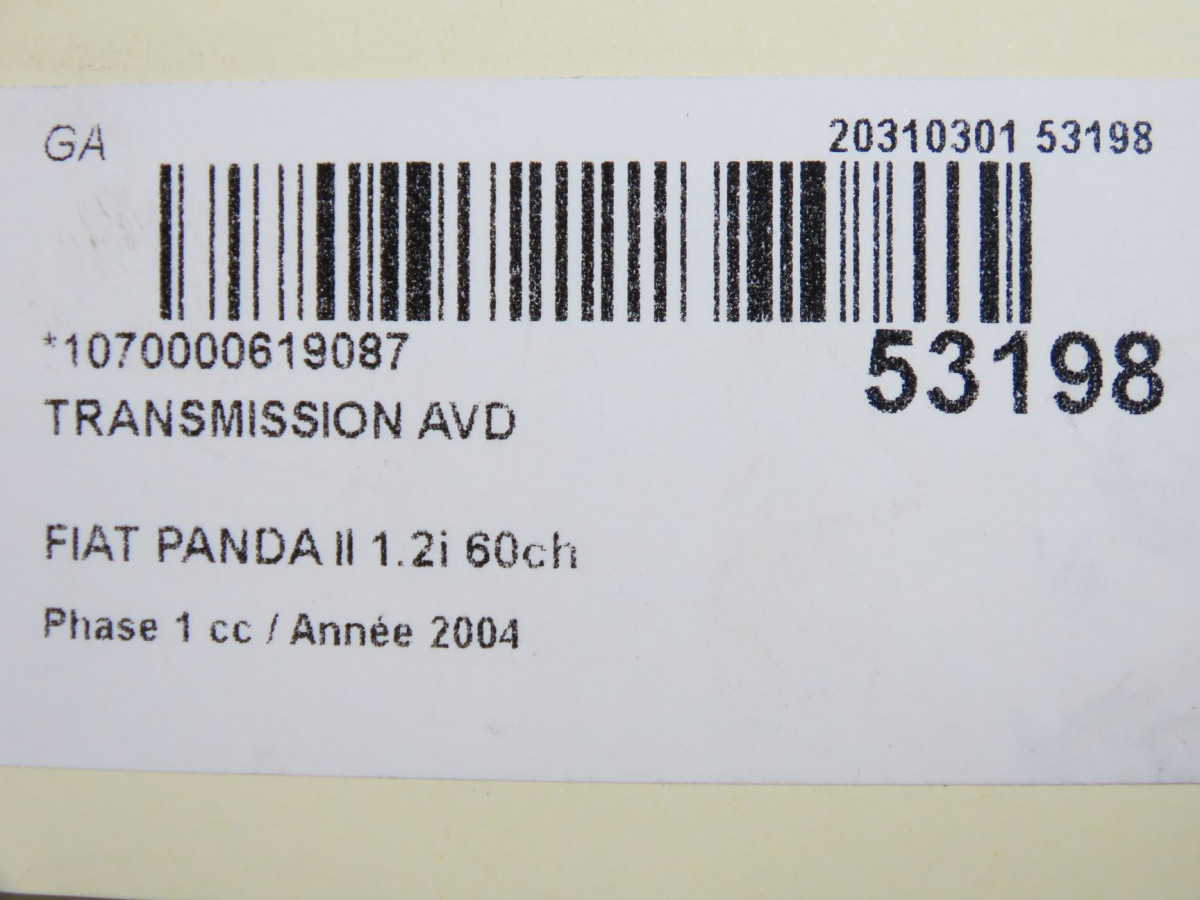 GA
20310301 53198
*1070000619087
53198
TRANSMISSION AVD
FIAT PANDA II 1.2i 60ch
Phase 1 cc / Année 2004